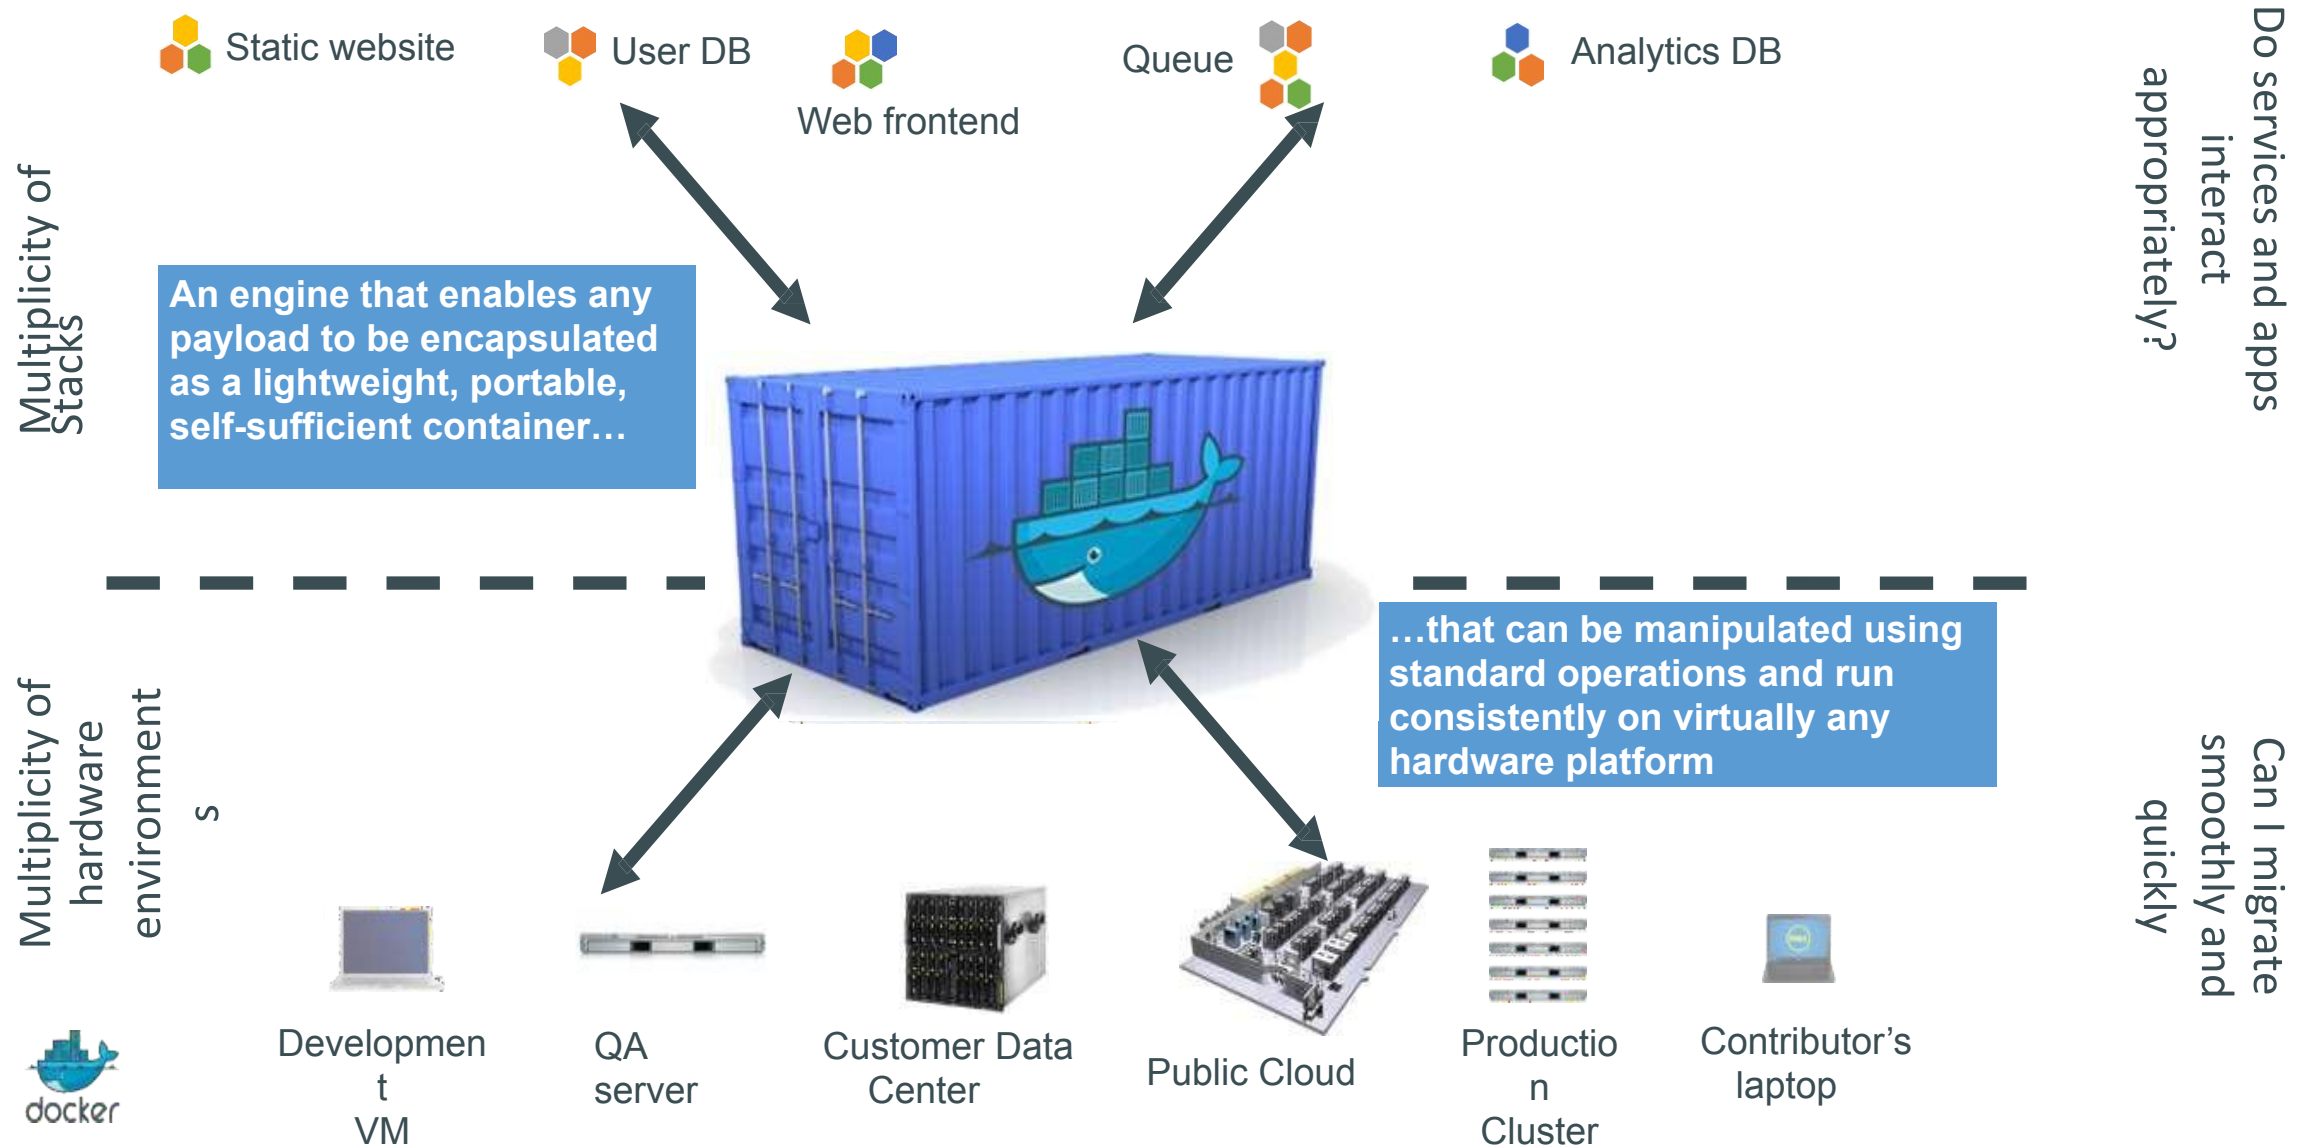 Static website
User DB
Web frontend
Queue
Analytics DB
Do services and apps
interact
appropriately?
Multiplicity of
Stacks
An engine that enables any
payload to be encapsulated
as a lightweight, portable,
self-sufficient container…
…that can be manipulated using
standard operations and run
consistently on virtually any
hardware platform
Multiplicity of
hardware
environment
s
Can I migrate
smoothly and
quickly
Developmen
t
VM
QA
server
Customer Data
Center
Public Cloud
Productio
n
Cluster
Contributor’s
laptop
docker